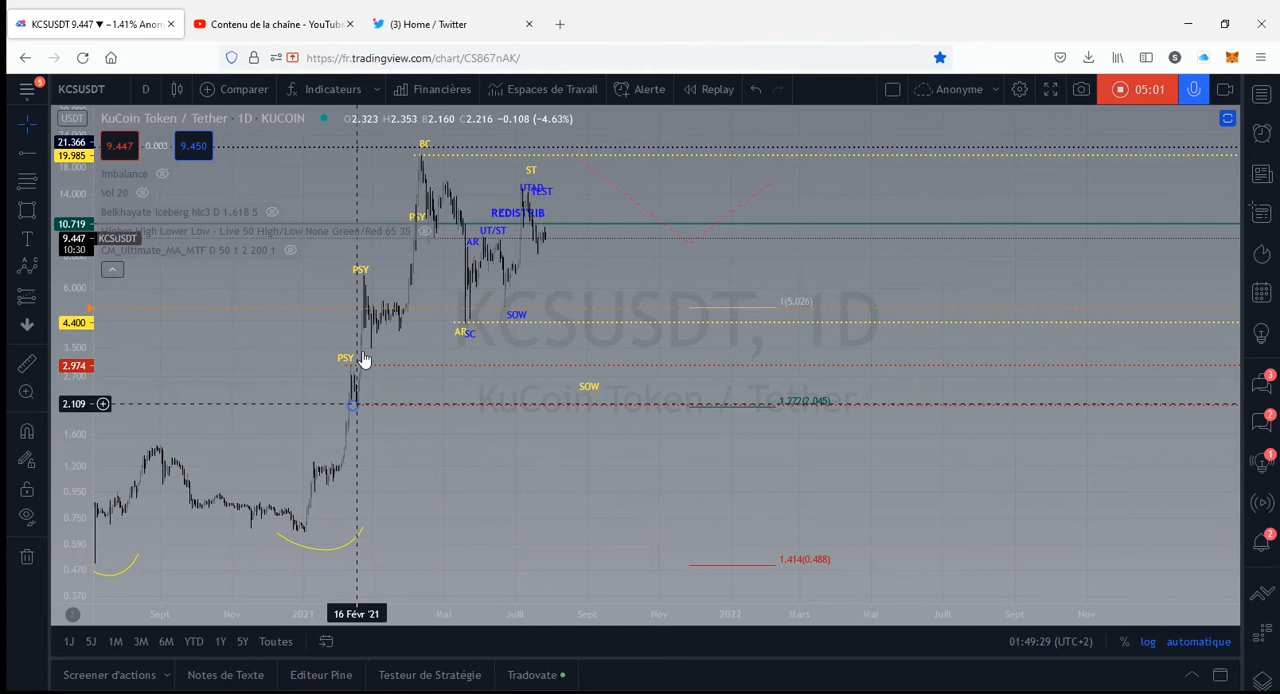 KCSUSDT 9.447 ▼ −1.41% Anon
Contenu de la chaîne - YouTube
(3) Home / Twitter
https://fr.tradingview.com/chart/CS867nAK/
S
5
KCSUSDT
D
Comparer
Indicateurs
Financières
Espaces de Travail
Alerte
Replay
Anonyme
05:01
USDT
KuCoin Token / Tether · 1D · KUCOIN
O2.323 H2.353 B2.160 C2.216 −0.108 (−4.63%)
9.447
0.003
9.450
Imbalance
Vol 20
Belkhayate Iceberg hlc3 D 1.618 5
Higher High Lower Low - Live 50 High/Low None Green/Red 65 35
CM_Ultimate_MA_MTF D 50 1 2 200 1
21.366
19.985
18.000
14.000
10.719
9.447
10:30
KCSUSDT
6.000
4.400
3.500
2.974
2.700
2.109
1.600
1.200
0.950
0.750
0.590
0.470
0.370
BC
ST
UTAD
TEST
PSY
REDISTRIB
UT/ST
AR
PSY
SOW
AR
SC
PSY
SOW
1(5.026)
1.272(2.045)
1.414(0.488)
KCSUSDT, 1D
KuCoin Token / Tether
Sept
Nov
2021
16 Févr '21
Mai
Juill
Sept
Nov
2022
Mars
Mai
Juill
Sept
Nov
1J 5J 1M 3M 6M YTD 1Y 5Y Toutes
01:49:29 (UTC+2)
%
log
automatique
Screener d'actions
Notes de Texte
Editeur Pine
Testeur de Stratégie
Tradovate
3
2
1
2